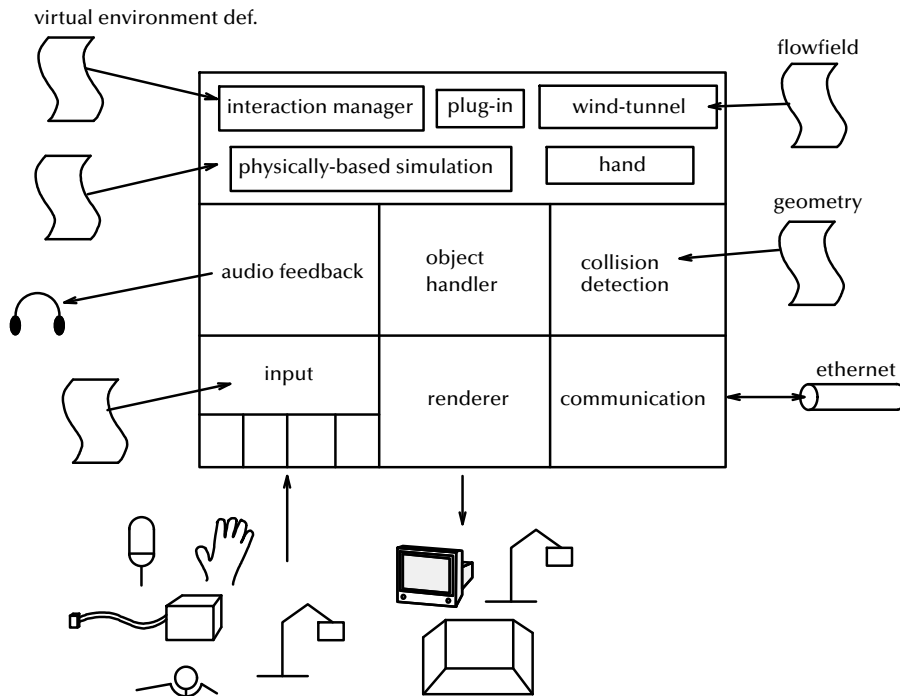 virtual environment def.
flowfield
interaction manager
plug-in
wind-tunnel
physically-based simulation
hand
geometry
audio feedback
object
handler
collision
detection
input
renderer
communication
ethernet